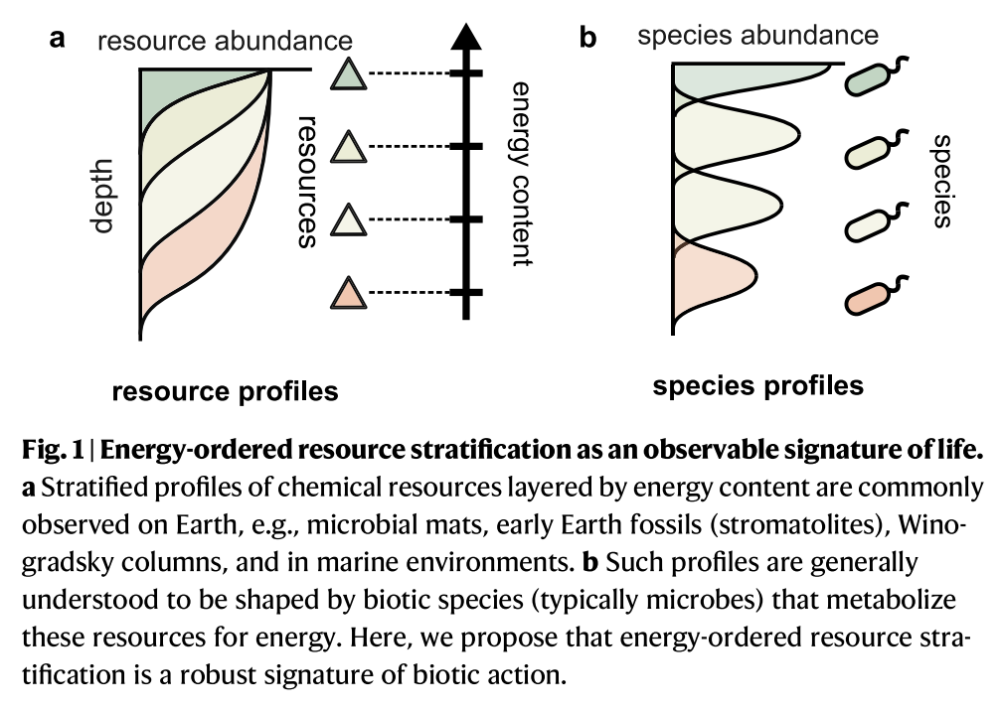 a resource abundance
depth
resources
energy content
resource profiles
b species abundance
species
species profiles
Fig. 1 | Energy-ordered resource stratification as an observable signature of life.
a Stratified profiles of chemical resources layered by energy content are commonly
observed on Earth, e.g., microbial mats, early Earth fossils (stromatolites), Wino-
gradsky columns, and in marine environments. b Such profiles are generally
understood to be shaped by biotic species (typically microbes) that metabolize
these resources for energy. Here, we propose that energy-ordered resource stra-
tification is a robust signature of biotic action.